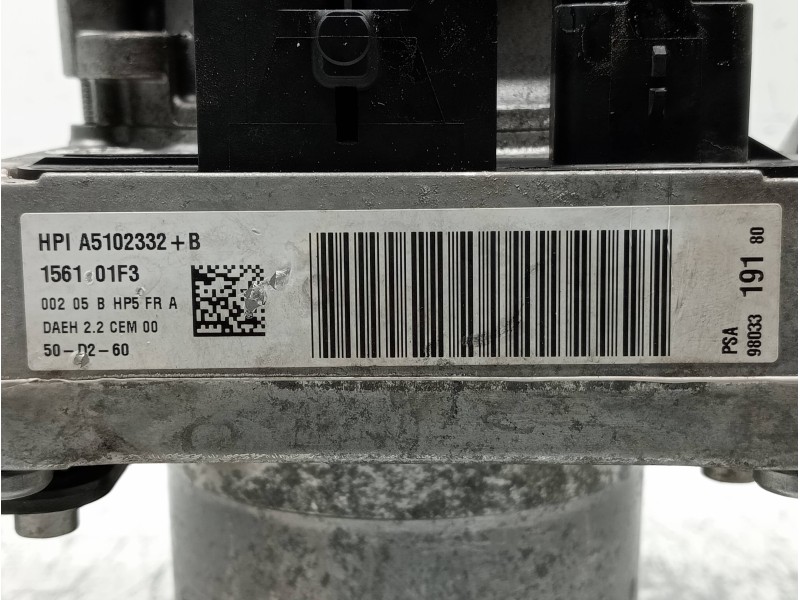 HPI A5102332+B
1561 01F3
002 05 B HP5 FR A
DAEH 2.2 CEM 00
50-D2-60
PSA
98033 191 80